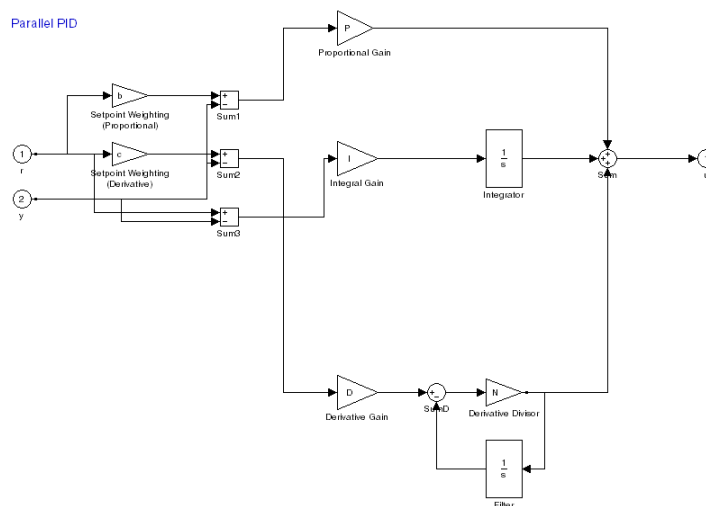 Parallel PID
P
Proportional Gain
b
Setpoint Weighting
(Proportional)
+
−
Sum1
1
r
c
Setpoint Weighting
(Derivative)
+
−
Sum2
I
Integral Gain
1
s
Integrator
+
+
+
Sum
u
2
y
+
−
Sum3
D
Derivative Gain
+
−
SumD
N
Derivative Divisor
1
s
Filter